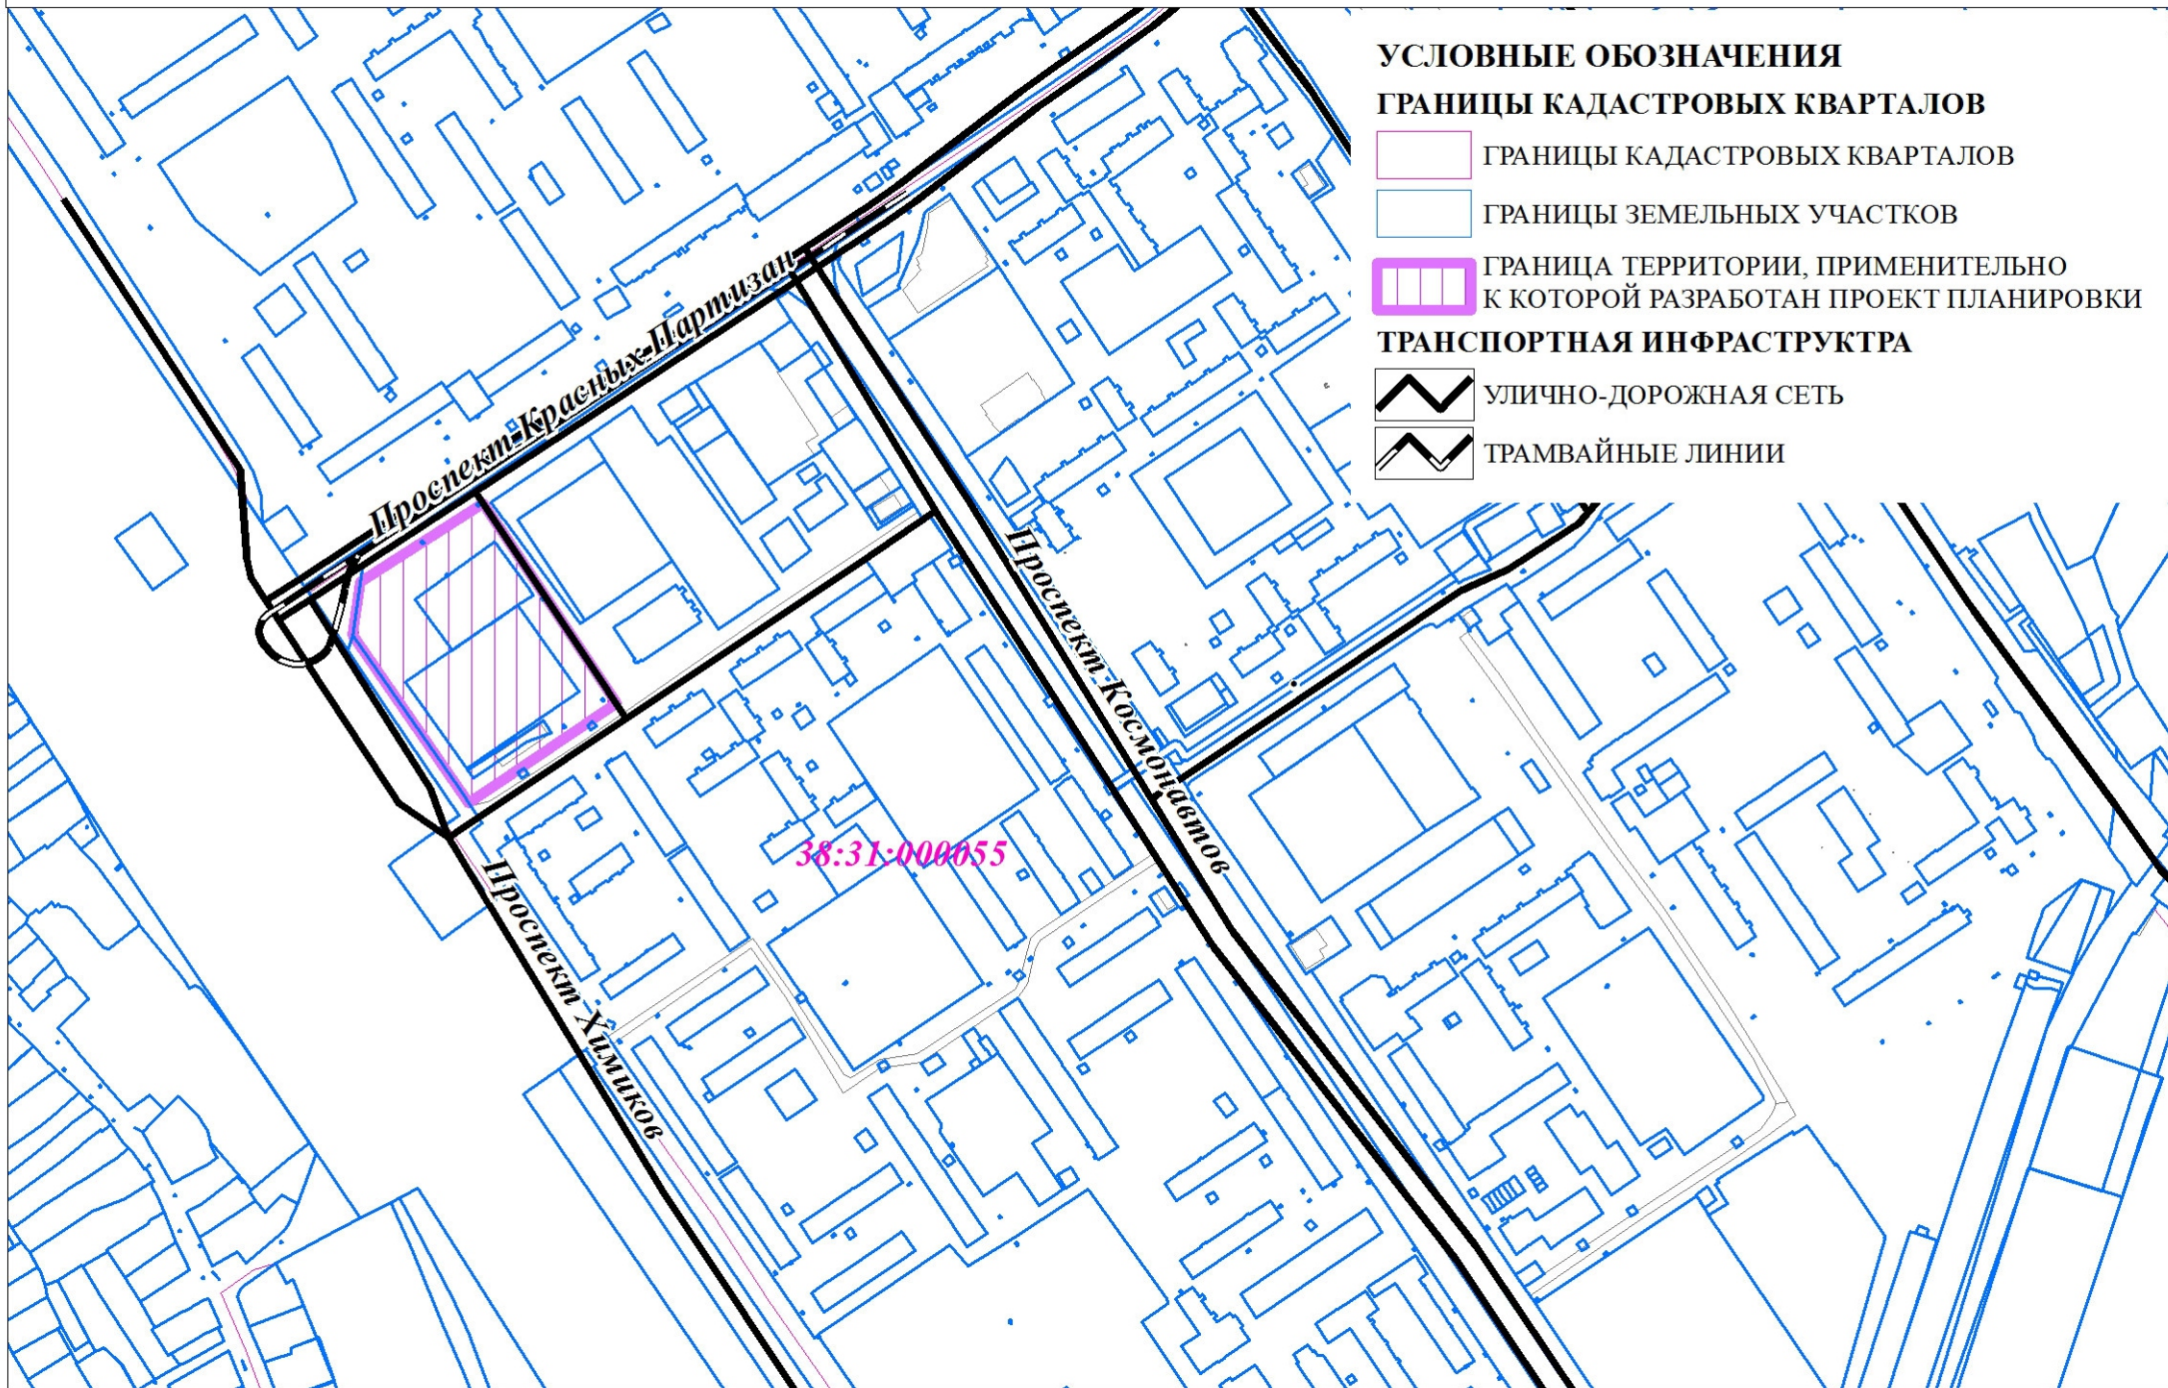 УСЛОВНЫЕ ОБОЗНАЧЕНИЯ
ГРАНИЦЫ КАДАСТРОВЫХ КВАРТАЛОВ
ГРАНИЦЫ КАДАСТРОВЫХ КВАРТАЛОВ
ГРАНИЦЫ ЗЕМЕЛЬНЫХ УЧАСТКОВ
ГРАНИЦА ТЕРРИТОРИИ, ПРИМЕНИТЕЛЬНО
К КОТОРОЙ РАЗРАБОТАН ПРОЕКТ ПЛАНИРОВКИ
ТРАНСПОРТНАЯ ИНФРАСТРУКТРА
УЛИЧНО-ДОРОЖНАЯ СЕТЬ
ТРАМВАЙНЫЕ ЛИНИИ
Проспект Красных Партизан
Проспект Космонавтов
38:31:000055
Проспект Химиков